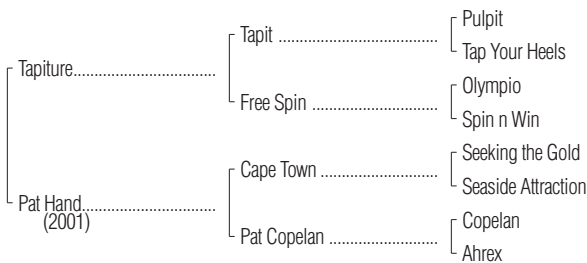 Pulpit
Tapit ........................................
Tap Your Heels
Tapiture....................................
Olympio
Free Spin ................................
Spin n Win
Seeking the Gold
Cape Town ..............................
Seaside Attraction
Pat Hand..................................
(2001)
Copelan
Pat Copelan ............................
Ahrex